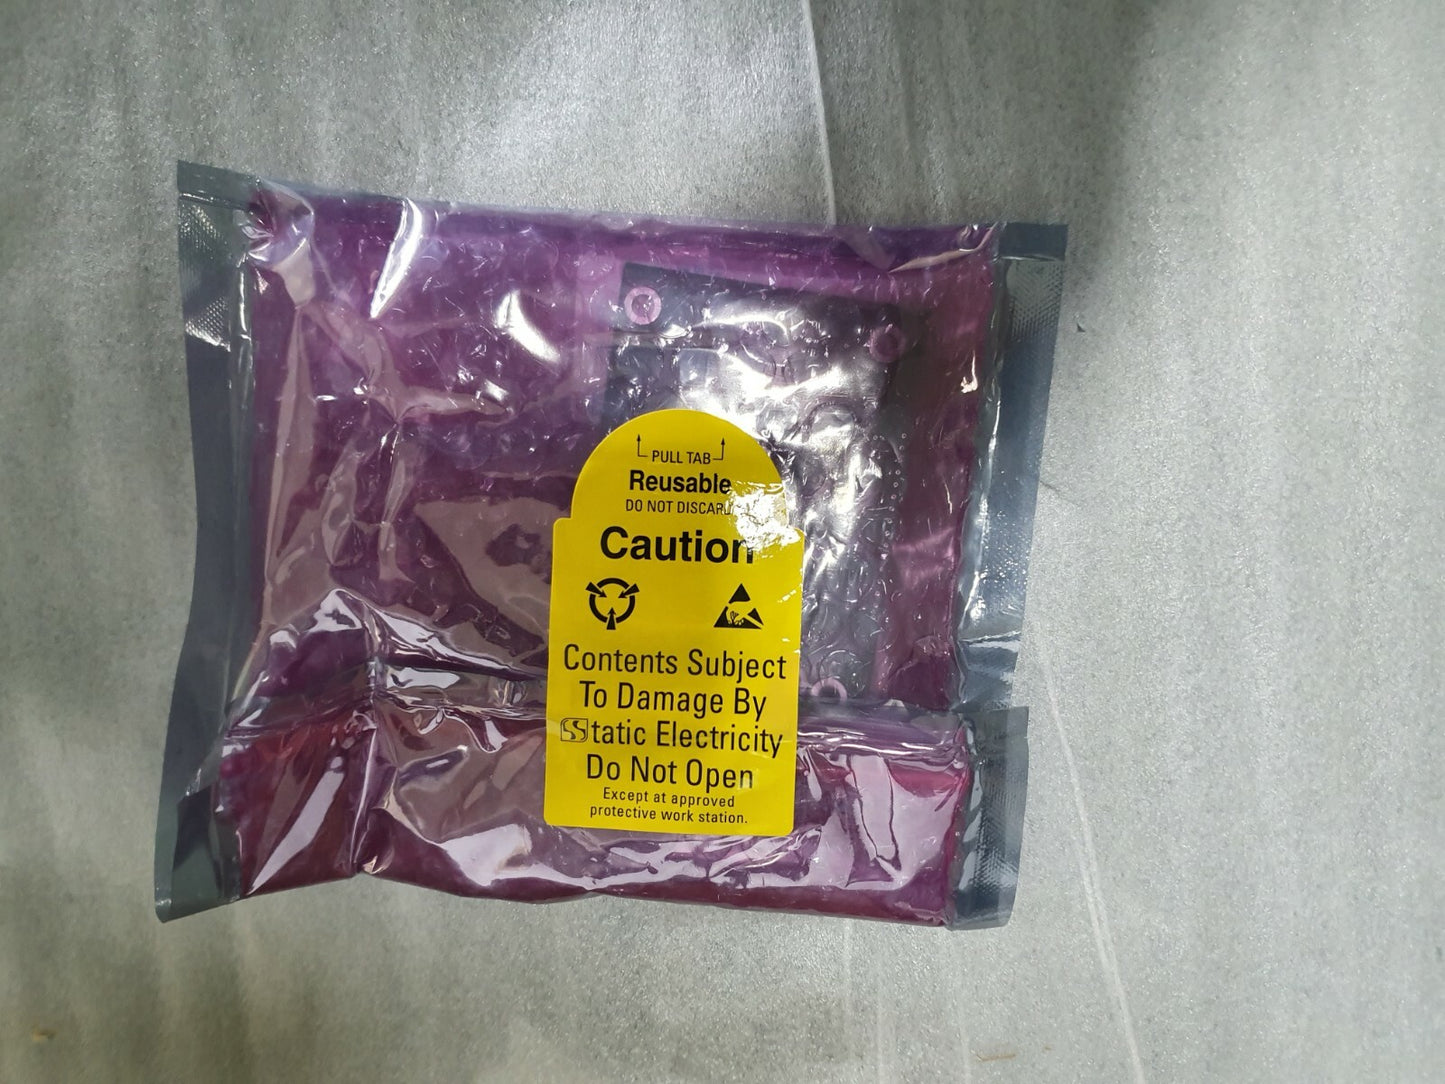 PULL TAB
Reusable
DO NOT DISCARD
Caution
Contents Subject
To Damage By
Static Electricity
Do Not Open
Except at approved
protective work station.